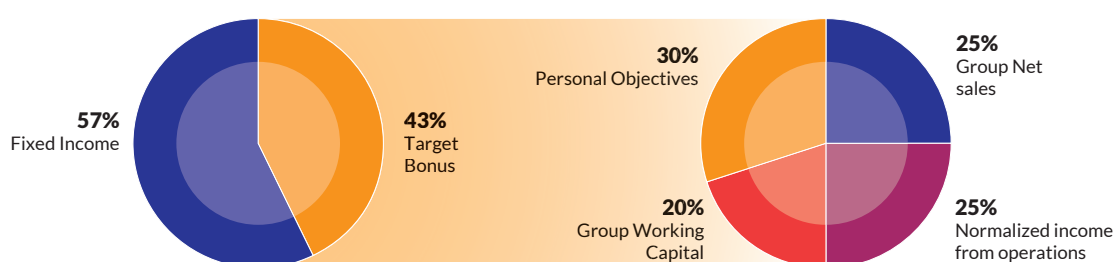 57%
Fixed Income
43%
Target
Bonus
30%
Personal Objectives
20%
Group Working
Capital
25%
Group Net
sales
25%
Normalized income
from operations